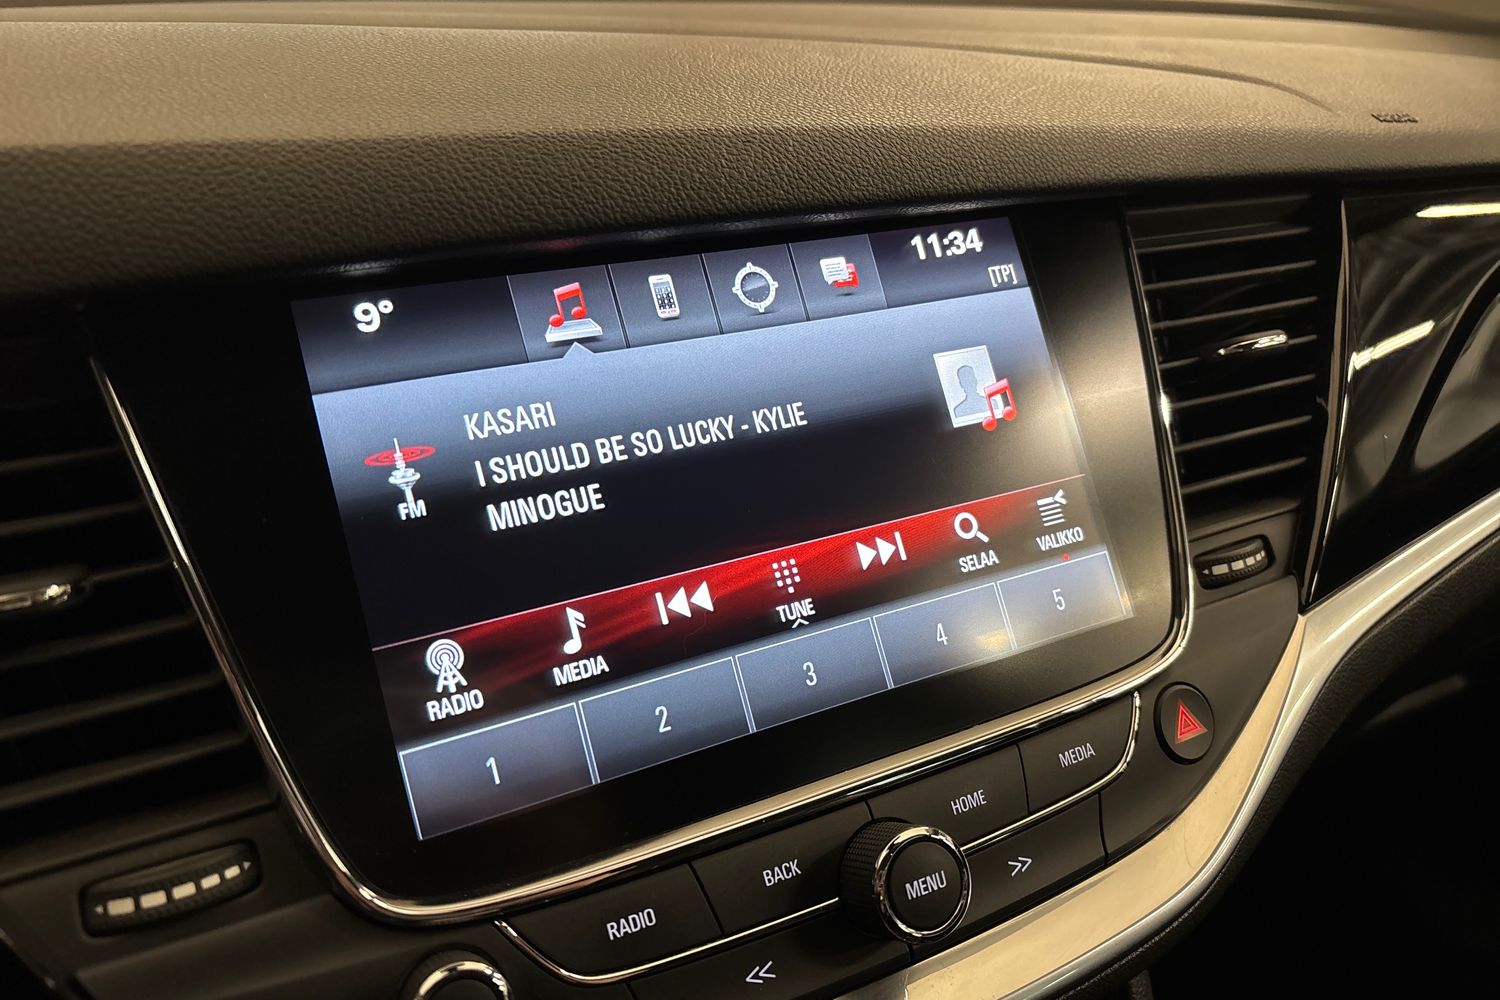 9°
11:34
[TP]
KASARI
I SHOULD BE SO LUCKY - KYLIE
MINOGUE
FM
RADIO
MEDIA
TUNE
SELAA
VALIKKO
1
2
3
4
5
RADIO
BACK
MENU
HOME
MEDIA